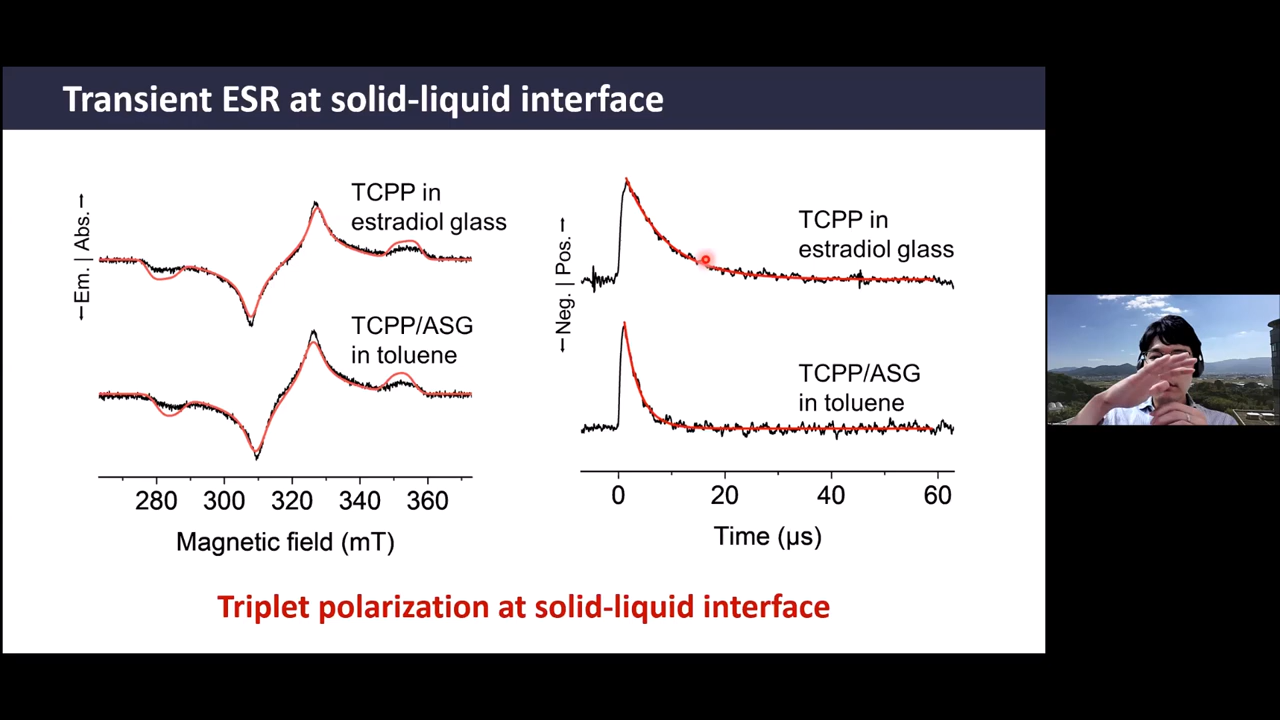 Transient ESR at solid-liquid interface
←Em. | Abs.→
TCPP in
estradiol glass
TCPP/ASG
in toluene
280 300 320 340 360
Magnetic field (mT)
←Neg. | Pos.→
TCPP in
estradiol glass
TCPP/ASG
in toluene
0 20 40 60
Time (µs)
Triplet polarization at solid-liquid interface